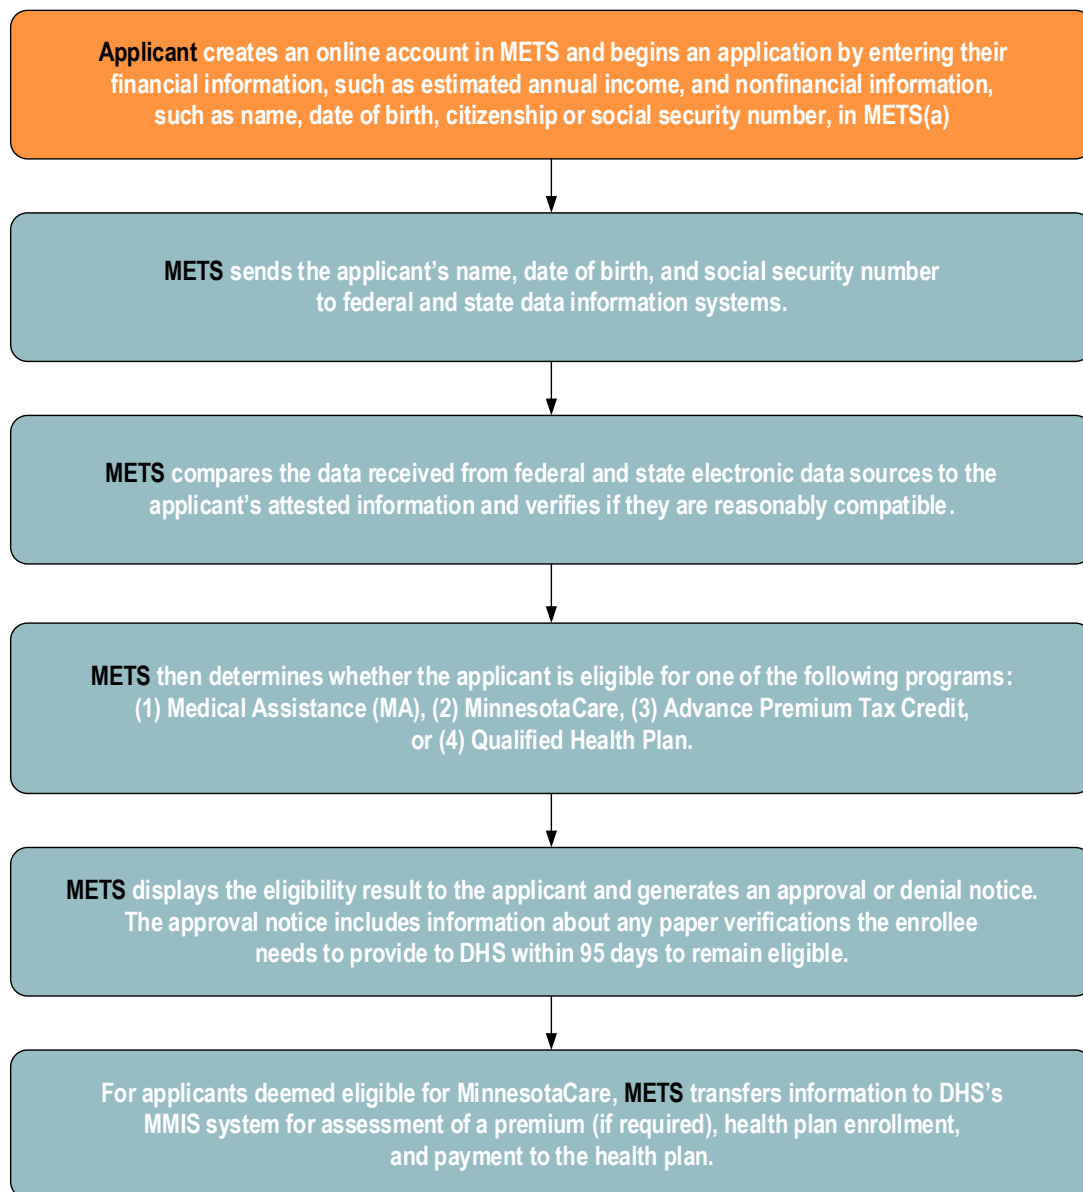 Applicant creates an online account in METS and begins an application by entering their
financial information, such as estimated annual income, and nonfinancial information,
such as name, date of birth, citizenship or social security number, in METS(a)
METS sends the applicant’s name, date of birth, and social security number
to federal and state data information systems.
METS compares the data received from federal and state electronic data sources to the
applicant’s attested information and verifies if they are reasonably compatible.
METS then determines whether the applicant is eligible for one of the following programs:
(1) Medical Assistance (MA), (2) MinnesotaCare, (3) Advance Premium Tax Credit,
or (4) Qualified Health Plan.
METS displays the eligibility result to the applicant and generates an approval or denial notice.
The approval notice includes information about any paper verifications the enrollee
needs to provide to DHS within 95 days to remain eligible.
For applicants deemed eligible for MinnesotaCare, METS transfers information to DHS’s
MMIS system for assessment of a premium (if required), health plan enrollment,
and payment to the health plan.